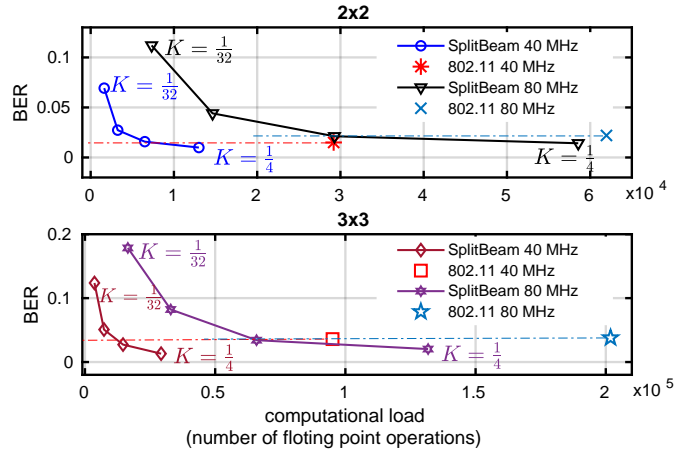 2x2
0.1
0.05
0
BER
K = 1/32
K = 1/32
K = 1/4
K = 1/4
SplitBeam 40 MHz
802.11 40 MHz
SplitBeam 80 MHz
802.11 80 MHz
0 1 2 3 4 5 6
x10^4
3x3
0.2
0.1
0
BER
K = 1/32
K = 1/32
K = 1/4
K = 1/4
SplitBeam 40 MHz
802.11 40 MHz
SplitBeam 80 MHz
802.11 80 MHz
0 0.5 1 1.5 2
x 10^5
computational load
(number of floting point operations)